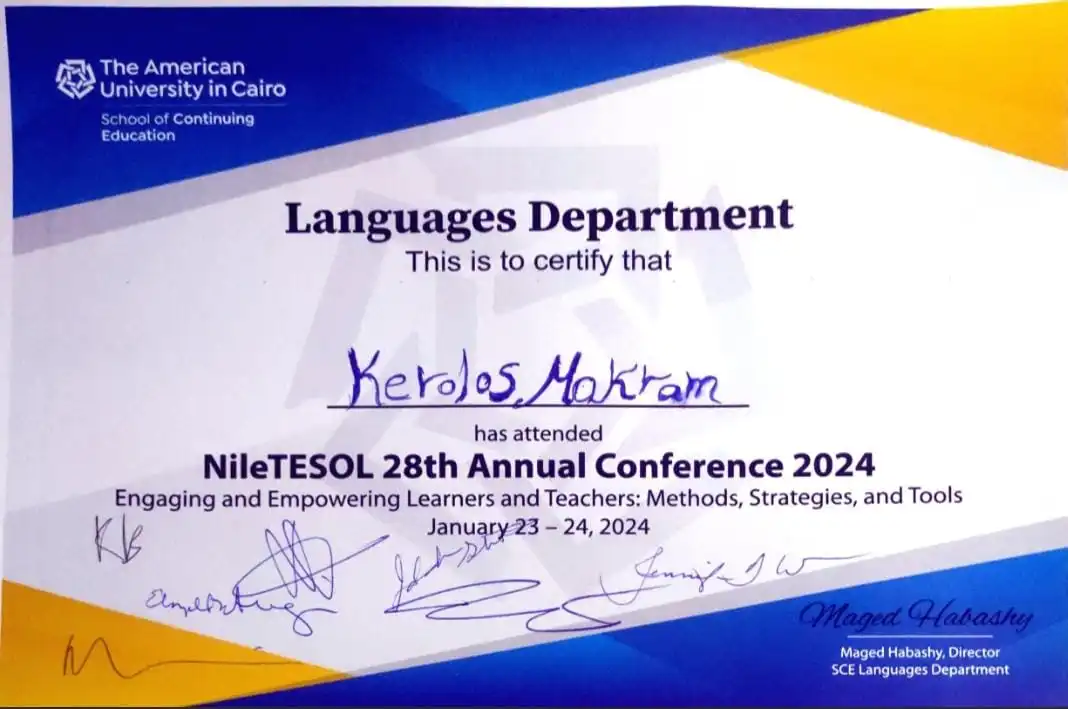 The American
University in Cairo
School of Continuing
Education
Languages Department
This is to certify that
Kerolos Makram
has attended
NileTESOL 28th Annual Conference 2024
Engaging and Empowering Learners and Teachers: Methods, Strategies, and Tools
January 23 – 24, 2024
KB
Maged Habashy
Maged Habashy, Director
SCE Languages Department